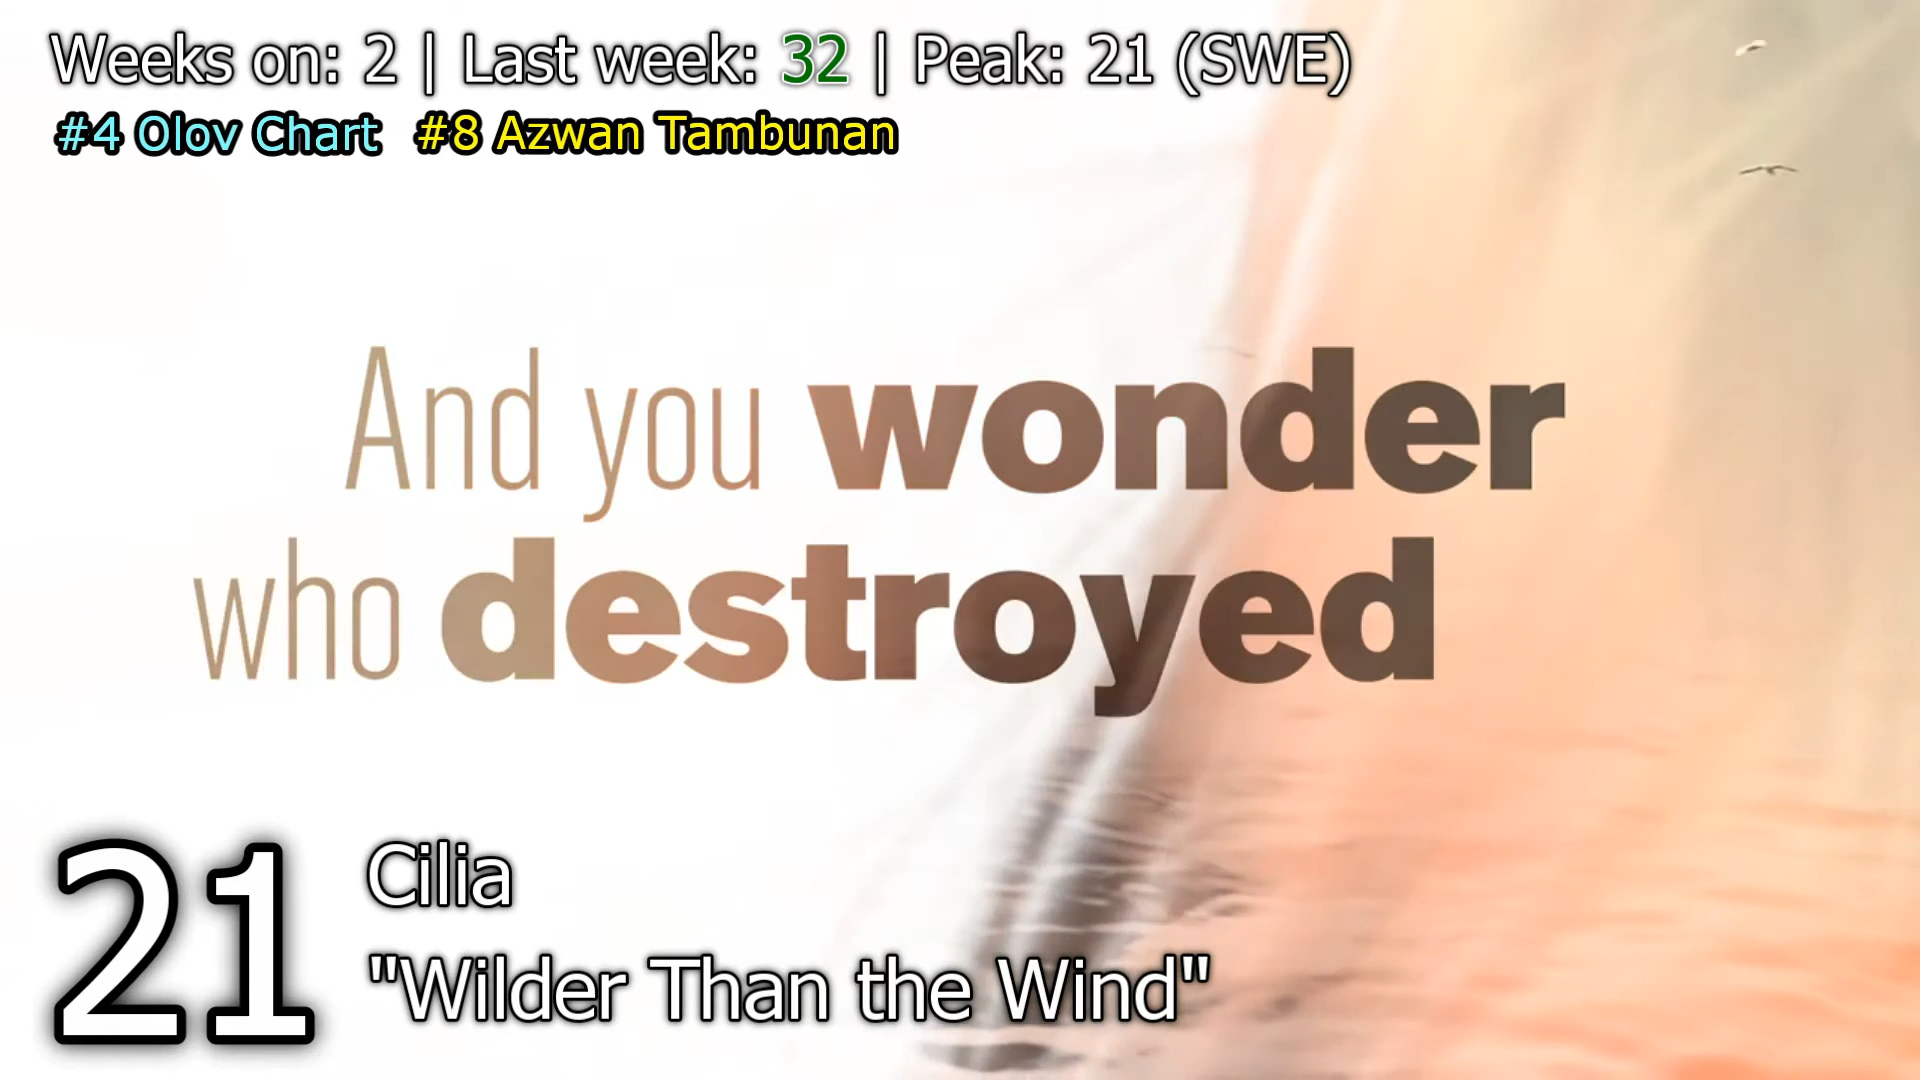 Weeks on: 2 | Last week: 32 | Peak: 21 (SWE)
#4 Olov Chart #8 Azwan Tambunan
And you wonder
who destroyed
21
Cilia
"Wilder Than the Wind"